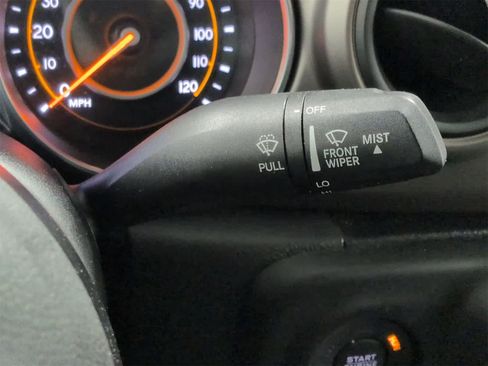 30
20
10
0
MPH
90
100
110
120
OFF
PULL
FRONT
WIPER
MIST
LO
START